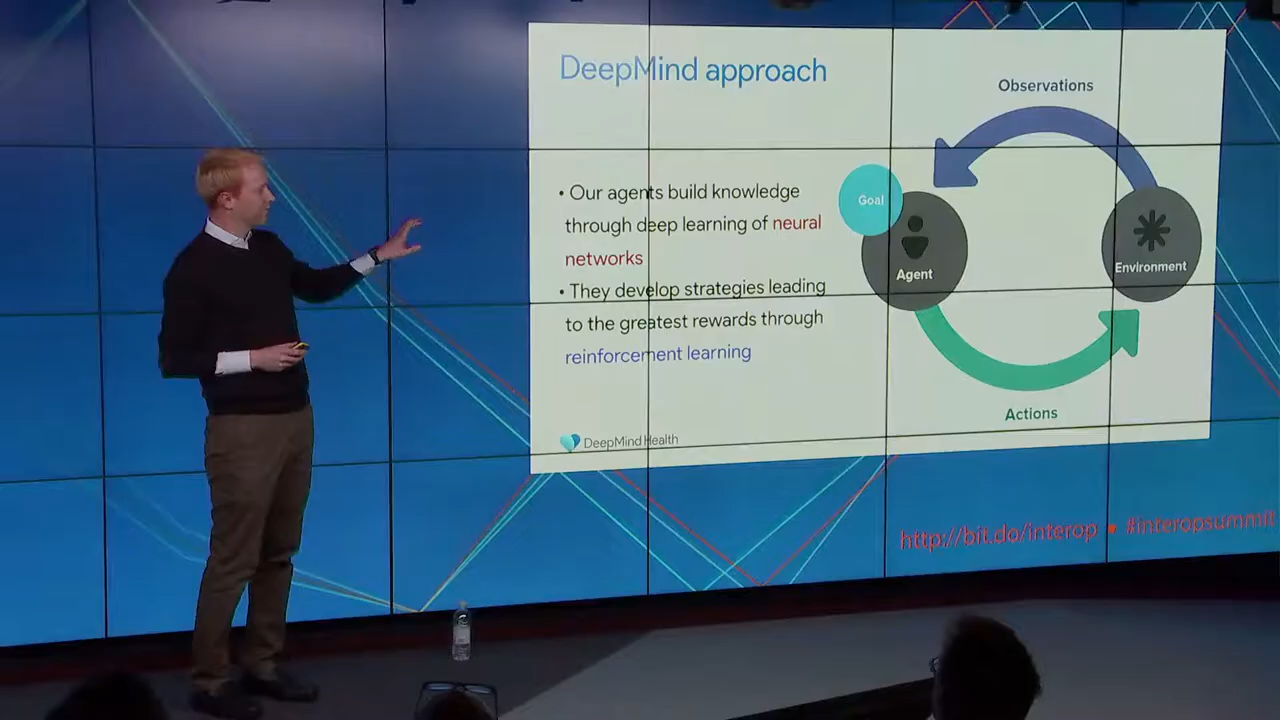 DeepMind approach
• Our agents build knowledge
through deep learning of neural
networks
• They develop strategies leading
to the greatest rewards through
reinforcement learning
DeepMind Health
Observations
Goal
Agent
Environment
Actions
http://bit.do/interop • #interopsummit